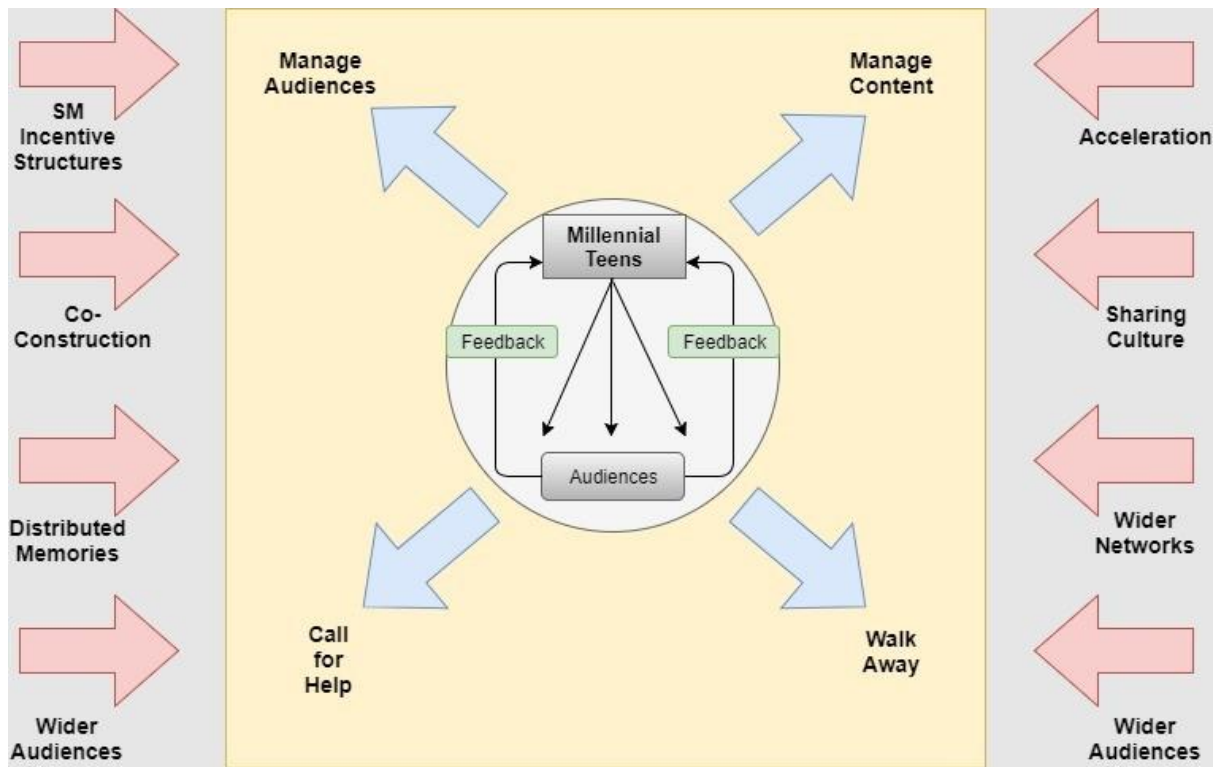 SM
Incentive
Structures
Co-
Construction
Distributed
Memories
Wider
Audiences
Manage
Audiences
Manage
Content
Millennial
Teens
Feedback
Feedback
Audiences
Call
for
Help
Walk
Away
Acceleration
Sharing
Culture
Wider
Networks
Wider
Audiences